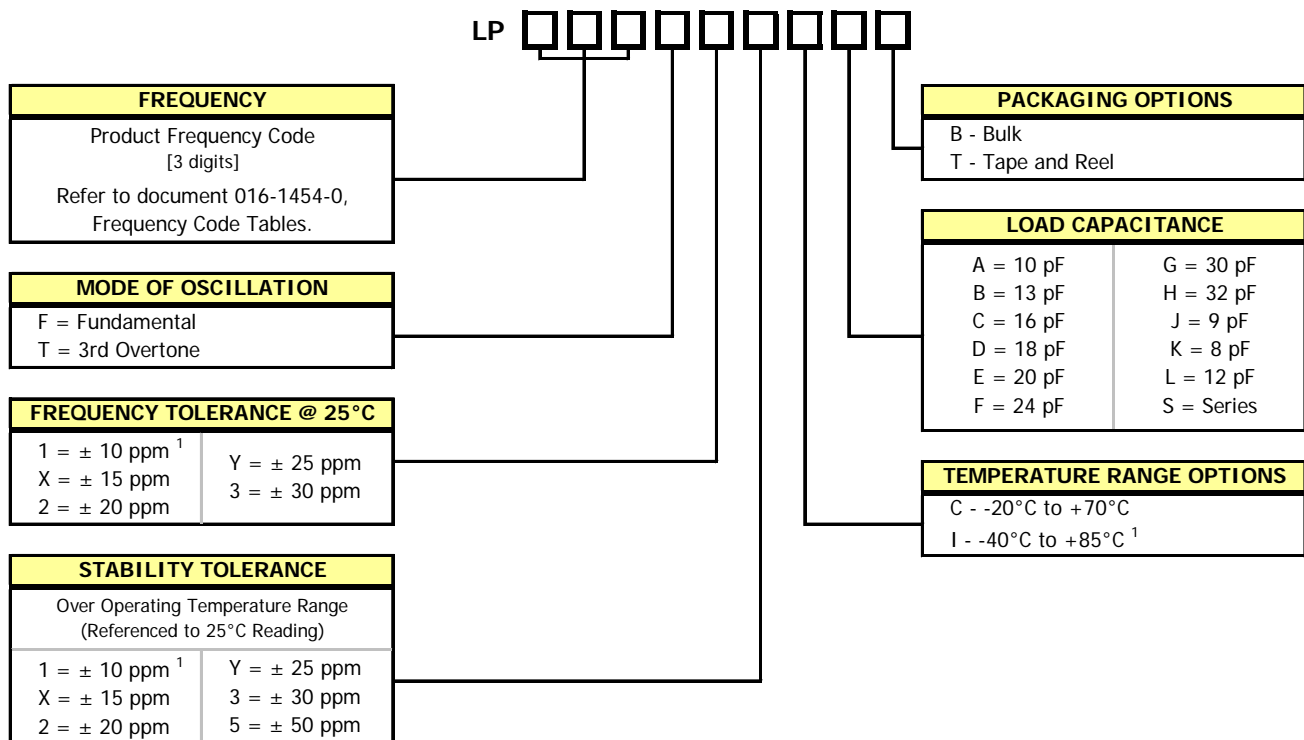 LP
FREQUENCY
Product Frequency Code
[3 digits]
Refer to document 016-1454-0,
Frequency Code Tables.
MODE OF OSCILLATION
F = Fundamental
T = 3rd Overtone
FREQUENCY TOLERANCE @ 25°C
1 = ± 10 ppm 1
X = ± 15 ppm
2 = ± 20 ppm
Y = ± 25 ppm
3 = ± 30 ppm
STABILITY TOLERANCE
Over Operating Temperature Range
(Referenced to 25°C Reading)
1 = ± 10 ppm 1
X = ± 15 ppm
2 = ± 20 ppm
Y = ± 25 ppm
3 = ± 30 ppm
5 = ± 50 ppm
PACKAGING OPTIONS
B - Bulk
T - Tape and Reel
LOAD CAPACITANCE
A = 10 pF
B = 13 pF
C = 16 pF
D = 18 pF
E = 20 pF
F = 24 pF
G = 30 pF
H = 32 pF
J = 9 pF
K = 8 pF
L = 12 pF
S = Series
TEMPERATURE RANGE OPTIONS
C - -20°C to +70°C
I - -40°C to +85°C 1